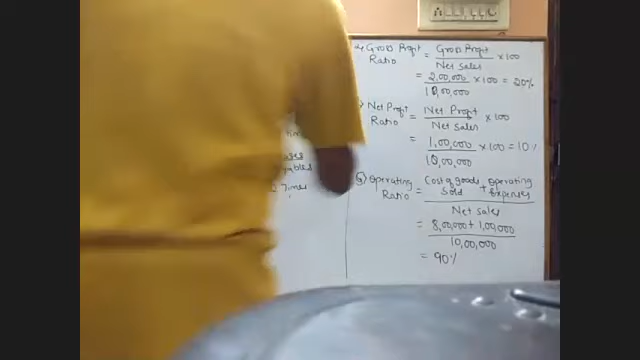 Gross Profit Ratio = Gross Profit / Net Sales × 100
= 2,00,000 / 10,00,000 × 100 = 20%
Net Profit Ratio = Net Profit / Net Sales × 100
= 1,00,000 / 10,00,000 × 100 = 10%
Operating Ratio = Cost of goods Sold + Operating Expenses / Net Sales
= 8,00,000 + 1,00,000 / 10,00,000
= 90%
Times